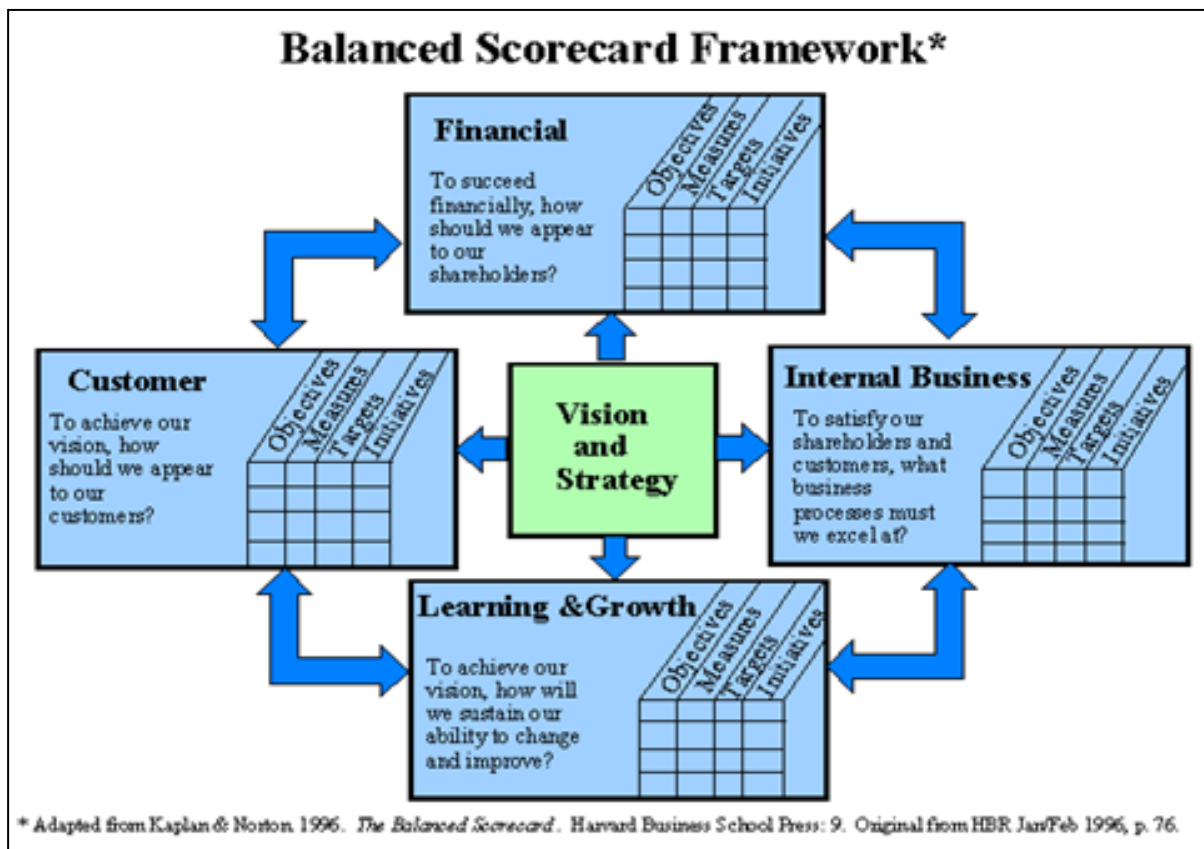 Balanced Scorecard Framework*
Financial
To succeed
financially, how
should we appear
to our
shareholders?
Objectives
Measures
Targets
Initiatives
Customer
To achieve our
vision, how
should we appear
to our
customers?
Objectives
Measures
Targets
Initiatives
Vision
and
Strategy
Internal Business
To satisfy our
shareholders and
customers, what
business
processes must
we excel at?
Objectives
Measures
Targets
Initiatives
Learning &Growth
To achieve our
vision, how will
we sustain our
ability to change
and improve?
Objectives
Measures
Targets
Initiatives
* Adapted from Kaplan & Norton 1996. The Balanced Scorecard. Harvard Business School Press: 9. Original from HBR Jan/Feb 1996, p. 76.